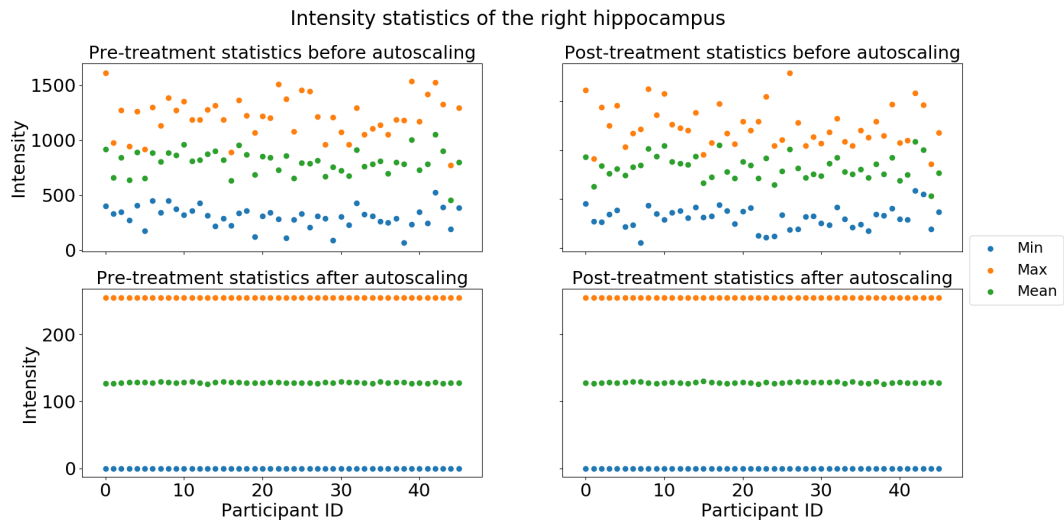 Intensity statistics of the right hippocampus
Pre-treatment statistics before autoscaling
Post-treatment statistics before autoscaling
1500
1000
500
0
Intensity
Pre-treatment statistics after autoscaling
Post-treatment statistics after autoscaling
200
100
0
Intensity
0 10 20 30 40
0 10 20 30 40
Participant ID
Participant ID
Min
Max
Mean